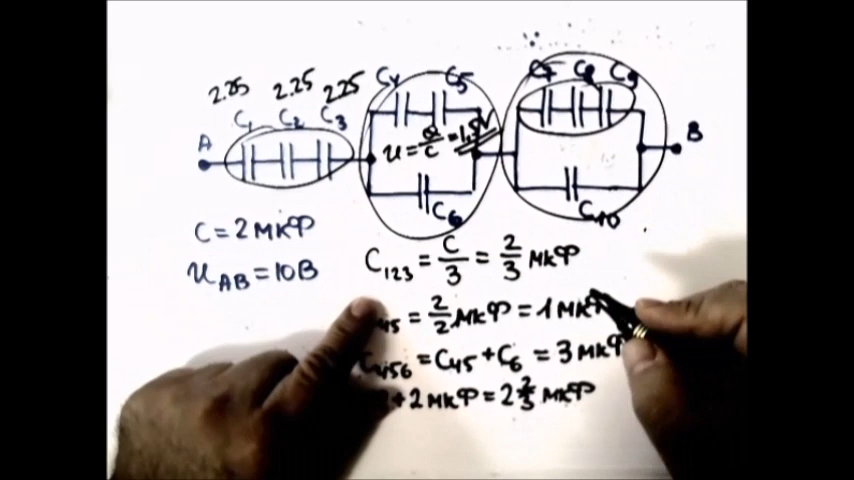 2.25 2.25 2.25
C₁ C₂ C₃
C₄ C₅
C₇ C₈ C₉
A
B
U = Q/C = 1,5V
C₆
C₁₀
C = 2 мкФ
U_AB = 10В
C₁₂₃ = C/3 = 2/3 мкФ
₄₅ = 2/2 мкФ = 1 мкФ
C₄₅₆ = C₄₅ + C₆ = 3 мкФ
+ 2 мкФ = 2 2/3 мкФ